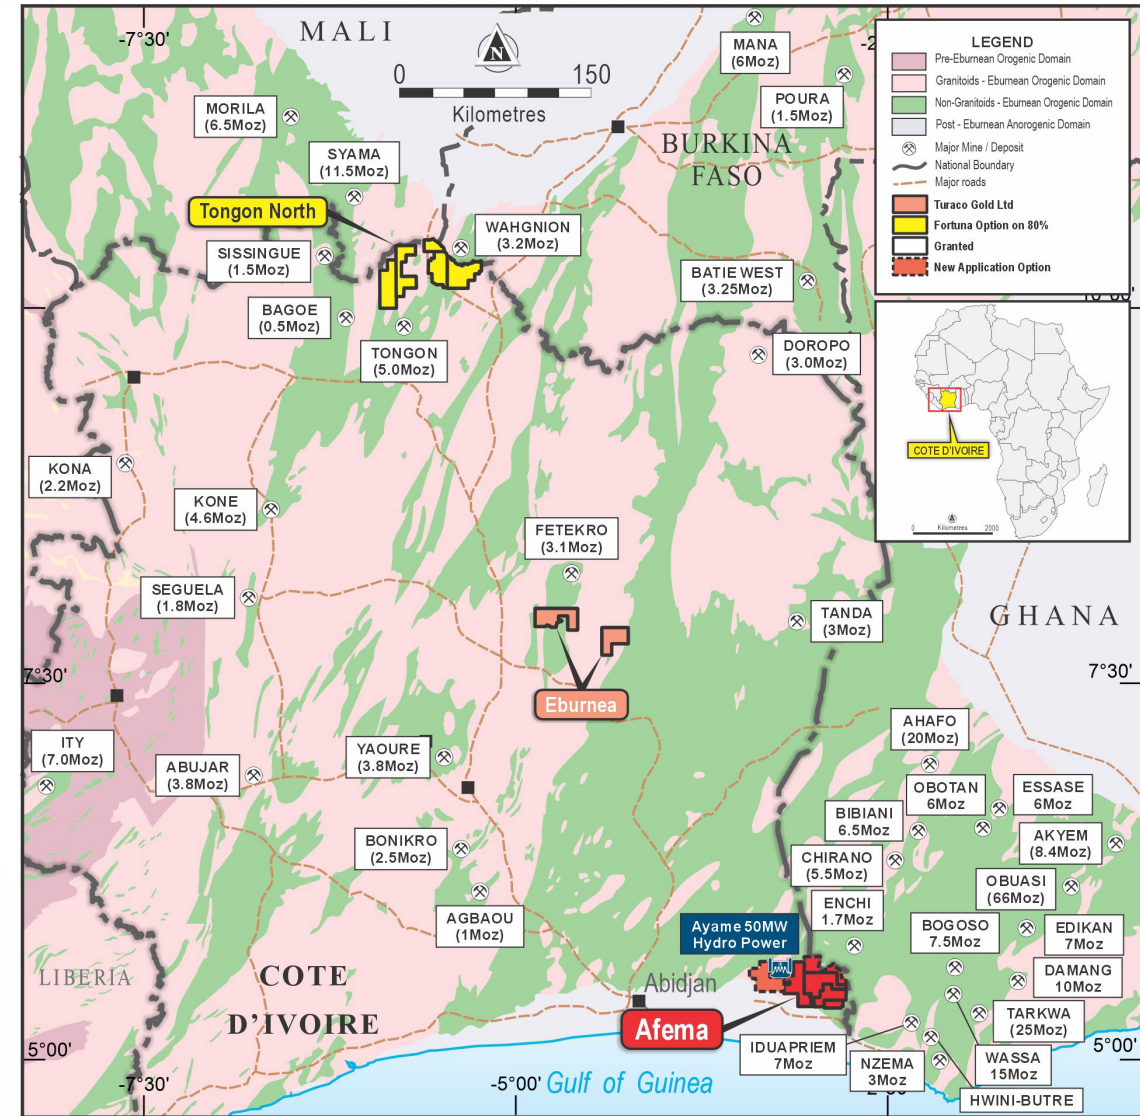 -7°30'
MALI
N
0 150
Kilometres
MANA
(6Moz)
POURA
(1.5Moz)
MORILA
(6.5Moz)
SYAMA
(11.5Moz)
BURKINA
FASO
Tongon North
WAHGNION
(3.2Moz)
SISSINGUE
(1.5Moz)
BATIE WEST
(3.25Moz)
BAGOE
(0.5Moz)
TONGON
(5.0Moz)
DOROPO
(3.0Moz)
LEGEND
Pre-Eburnean Orogenic Domain
Granitoids - Eburnean Orogenic Domain
Non-Granitoids - Eburnean Orogenic Domain
Post - Eburnean Anorogenic Domain
Major Mine / Deposit
National Boundary
Major roads
Turaco Gold Ltd
Fortuna Option on 80%
Granted
New Application Option
COTE D'IVOIRE
Kilometres
0 2000
KONA
(2.2Moz)
KONE
(4.6Moz)
FETEKRO
(3.1Moz)
SEGUELA
(1.8Moz)
TANDA
(3Moz)
GHANA
7°30'
7°30'
Eburnea
ITY
(7.0Moz)
ABUJAR
(3.8Moz)
YAOURE
(3.8Moz)
AHAFO
(20Moz)
OBOTAN
6Moz
ESSASE
6Moz
BIBIANI
6.5Moz
AKYEM
(8.4Moz)
BONIKRO
(2.5Moz)
CHIRANO
(5.5Moz)
OBUASI
(66Moz)
AGBAOU
(1Moz)
ENCHI
1.7Moz
BOGOSO
7.5Moz
EDIKAN
7Moz
Ayame 50MW
Hydro Power
DAMANG
10Moz
LIBERIA
COTE
D'IVOIRE
Abidjan
Afema
TARKWA
(25Moz)
IDUAPRIEM
7Moz
NZEMA
3Moz
WASSA
15Moz
HWINI-BUTRE
5°00'
5°00'
-7°30'
-5°00'
Gulf of Guinea